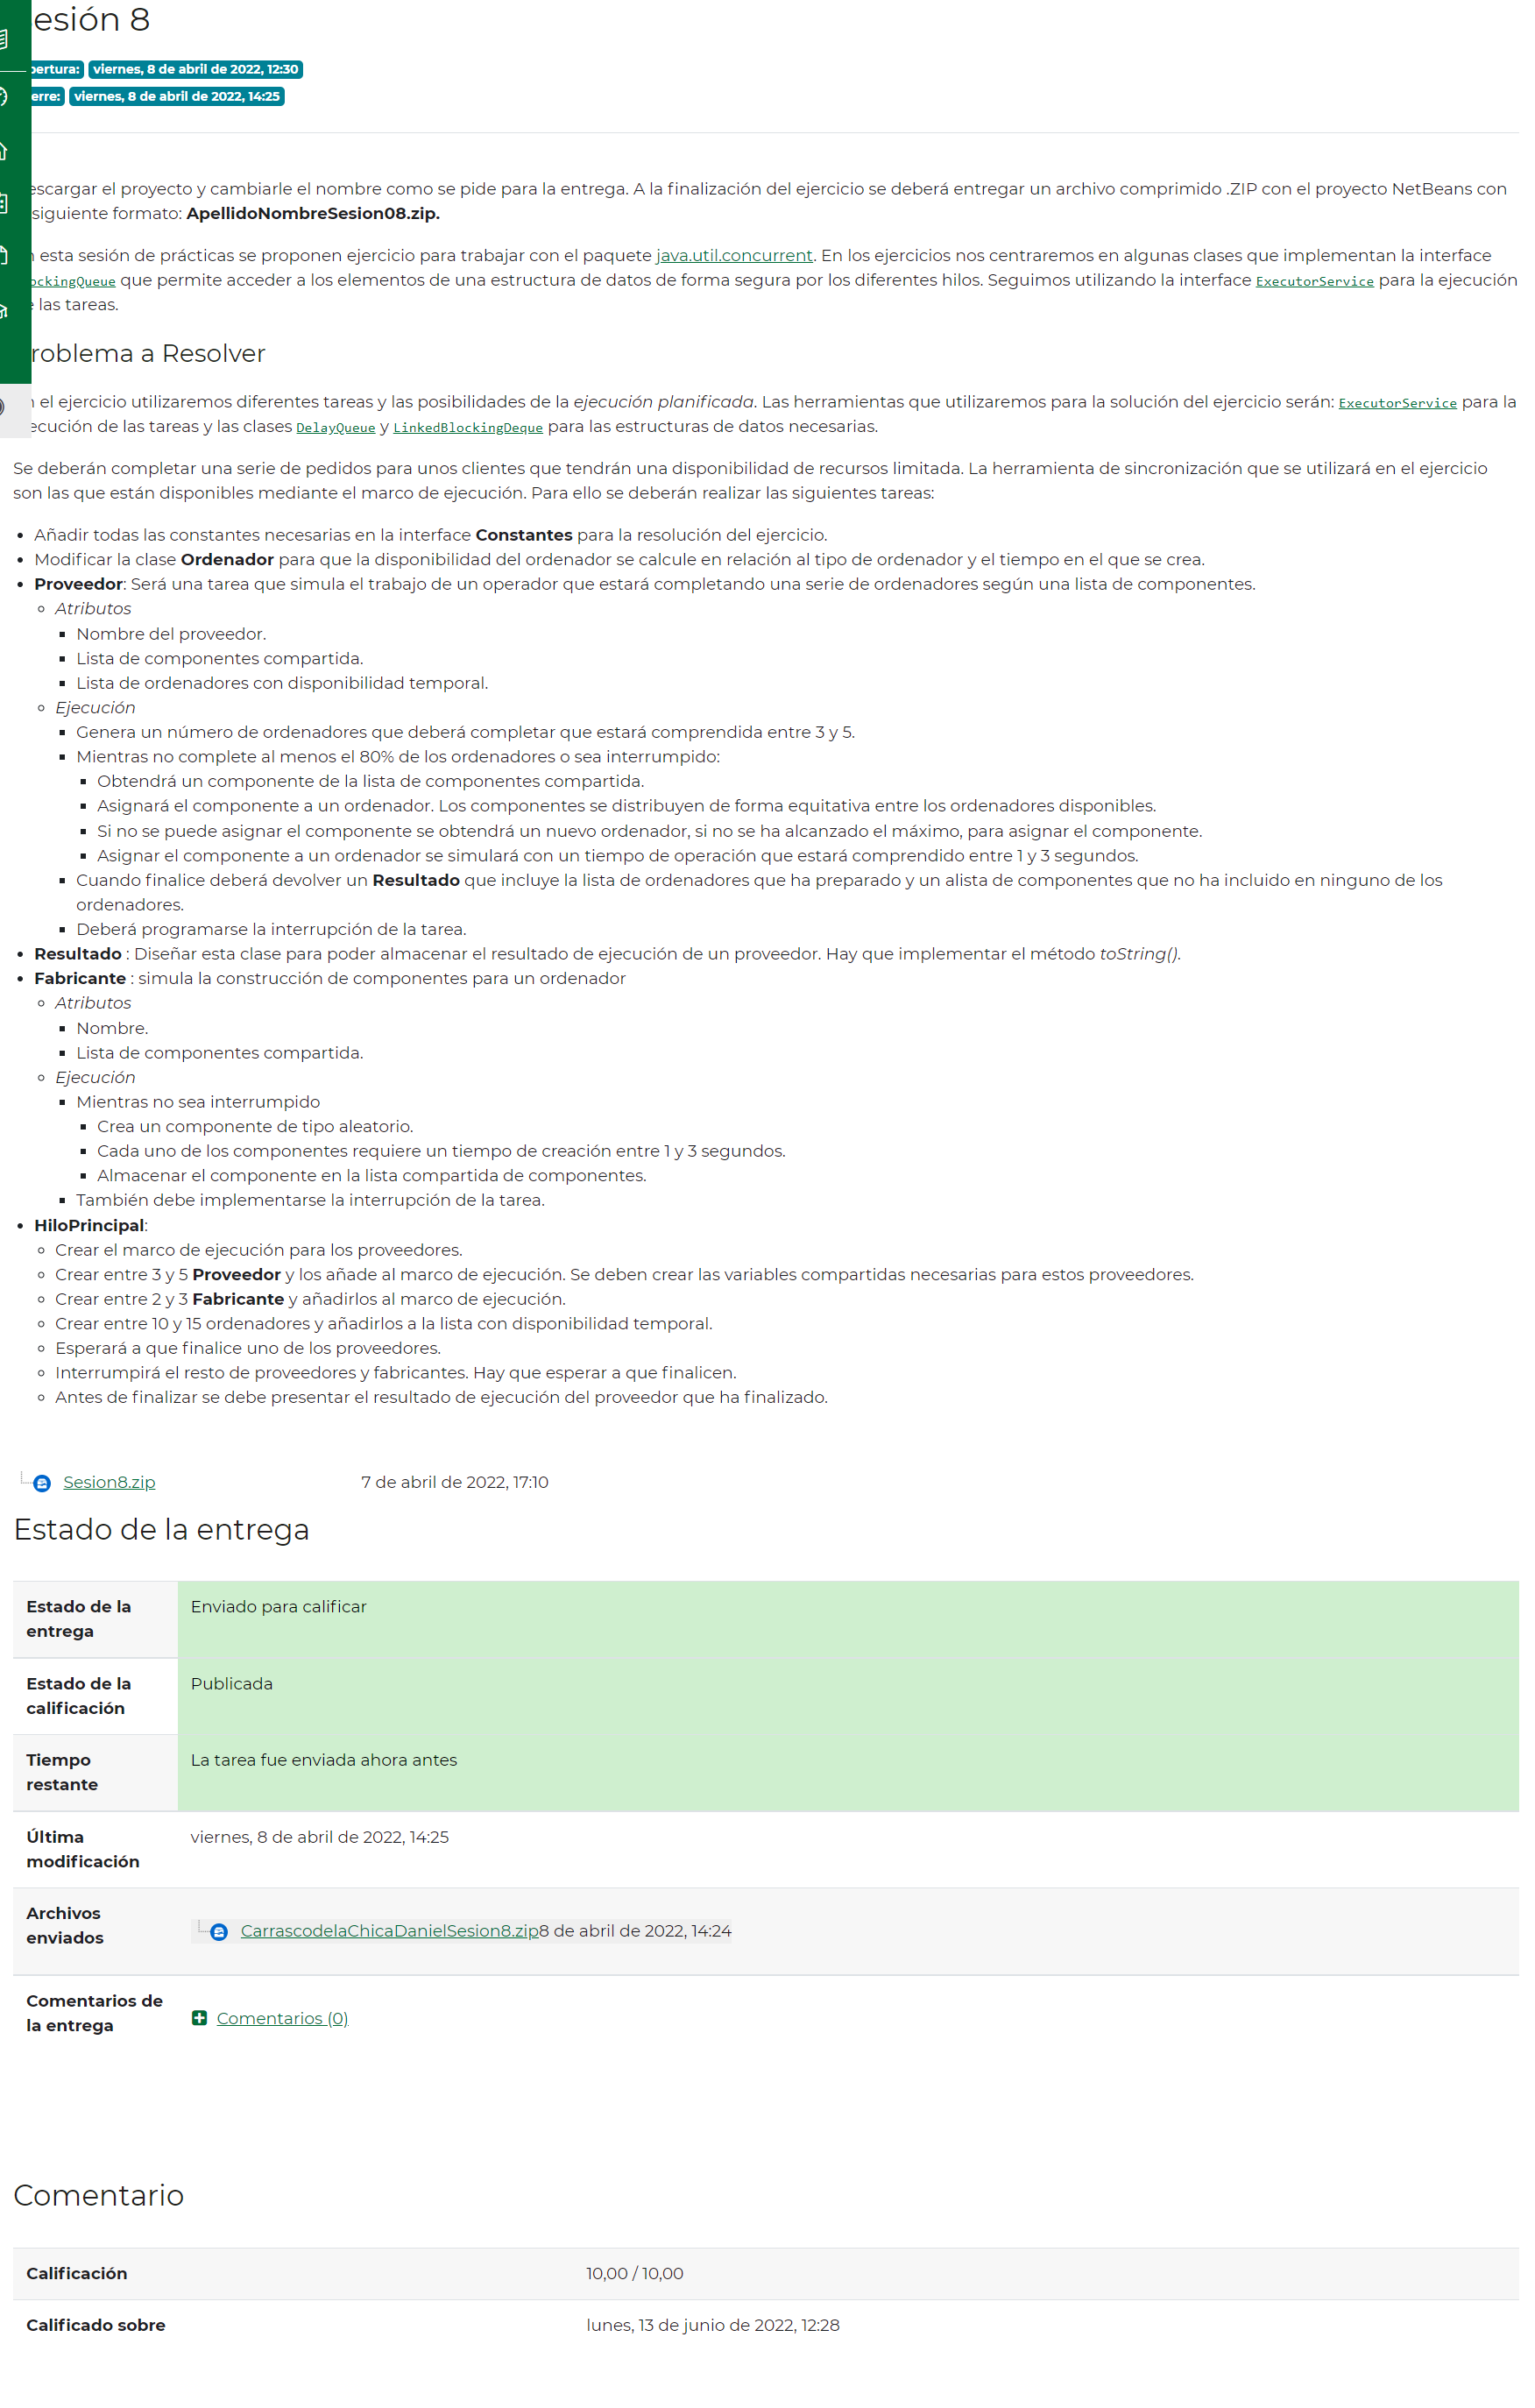 esión 8
pertura: viernes, 8 de abril de 2022, 12:30
erre: viernes, 8 de abril de 2022, 14:25
escargar el proyecto y cambiarle el nombre como se pide para la entrega. A la finalización del ejercicio se deberá entregar un archivo comprimido .ZIP con el proyecto NetBeans con
siguiente formato: ApellidoNombreSesion08.zip.
esta sesión de prácticas se proponen ejercicio para trabajar con el paquete java.util.concurrent. En los ejercicios nos centraremos en algunas clases que implementan la interface
ockingQueue que permite acceder a los elementos de una estructura de datos de forma segura por los diferentes hilos. Seguimos utilizando la interface ExecutorService para la ejecución
las tareas.
roblema a Resolver
el ejercicio utilizaremos diferentes tareas y las posibilidades de la ejecución planificada. Las herramientas que utilizaremos para la solución del ejercicio serán: ExecutorService para la
ecución de las tareas y las clases DelayQueue y LinkedBlockingDeque para las estructuras de datos necesarias.
Se deberán completar una serie de pedidos para unos clientes que tendrán una disponibilidad de recursos limitada. La herramienta de sincronización que se utilizará en el ejercicio
son las que están disponibles mediante el marco de ejecución. Para ello se deberán realizar las siguientes tareas:
Añadir todas las constantes necesarias en la interface Constantes para la resolución del ejercicio.
Modificar la clase Ordenador para que la disponibilidad del ordenador se calcule en relación al tipo de ordenador y el tiempo en el que se crea.
Proveedor: Será una tarea que simula el trabajo de un operador que estará completando una serie de ordenadores según una lista de componentes.
Atributos
Nombre del proveedor.
Lista de componentes compartida.
Lista de ordenadores con disponibilidad temporal.
Ejecución
Genera un número de ordenadores que deberá completar que estará comprendida entre 3 y 5.
Mientras no complete al menos el 80% de los ordenadores o sea interrumpido:
Obtendrá un componente de la lista de componentes compartida.
Asignará el componente a un ordenador. Los componentes se distribuyen de forma equitativa entre los ordenadores disponibles.
Si no se puede asignar el componente se obtendrá un nuevo ordenador, si no se ha alcanzado el máximo, para asignar el componente.
Asignar el componente a un ordenador se simulará con un tiempo de operación que estará comprendido entre 1 y 3 segundos.
Cuando finalice deberá devolver un Resultado que incluye la lista de ordenadores que ha preparado y un alista de componentes que no ha incluido en ninguno de los
ordenadores.
Deberá programarse la interrupción de la tarea.
Resultado : Diseñar esta clase para poder almacenar el resultado de ejecución de un proveedor. Hay que implementar el método toString().
Fabricante : simula la construcción de componentes para un ordenador
Atributos
Nombre.
Lista de componentes compartida.
Ejecución
Mientras no sea interrumpido
Crea un componente de tipo aleatorio.
Cada uno de los componentes requiere un tiempo de creación entre 1 y 3 segundos.
Almacenar el componente en la lista compartida de componentes.
También debe implementarse la interrupción de la tarea.
HiloPrincipal:
Crear el marco de ejecución para los proveedores.
Crear entre 3 y 5 Proveedor y los añade al marco de ejecución. Se deben crear las variables compartidas necesarias para estos proveedores.
Crear entre 2 y 3 Fabricante y añadirlos al marco de ejecución.
Crear entre 10 y 15 ordenadores y añadirlos a la lista con disponibilidad temporal.
Esperará a que finalice uno de los proveedores.
Interrumpirá el resto de proveedores y fabricantes. Hay que esperar a que finalicen.
Antes de finalizar se debe presentar el resultado de ejecución del proveedor que ha finalizado.
Sesion8.zip 7 de abril de 2022, 17:10
Estado de la entrega
Estado de la entrega Enviado para calificar
Estado de la calificación Publicada
Tiempo restante La tarea fue enviada ahora antes
Última modificación viernes, 8 de abril de 2022, 14:25
Archivos enviados CarrascodelaChicaDanielSesion8.zip8 de abril de 2022, 14:24
Comentarios de la entrega Comentarios (0)
Comentario
Calificación 10,00 / 10,00
Calificado sobre lunes, 13 de junio de 2022, 12:28